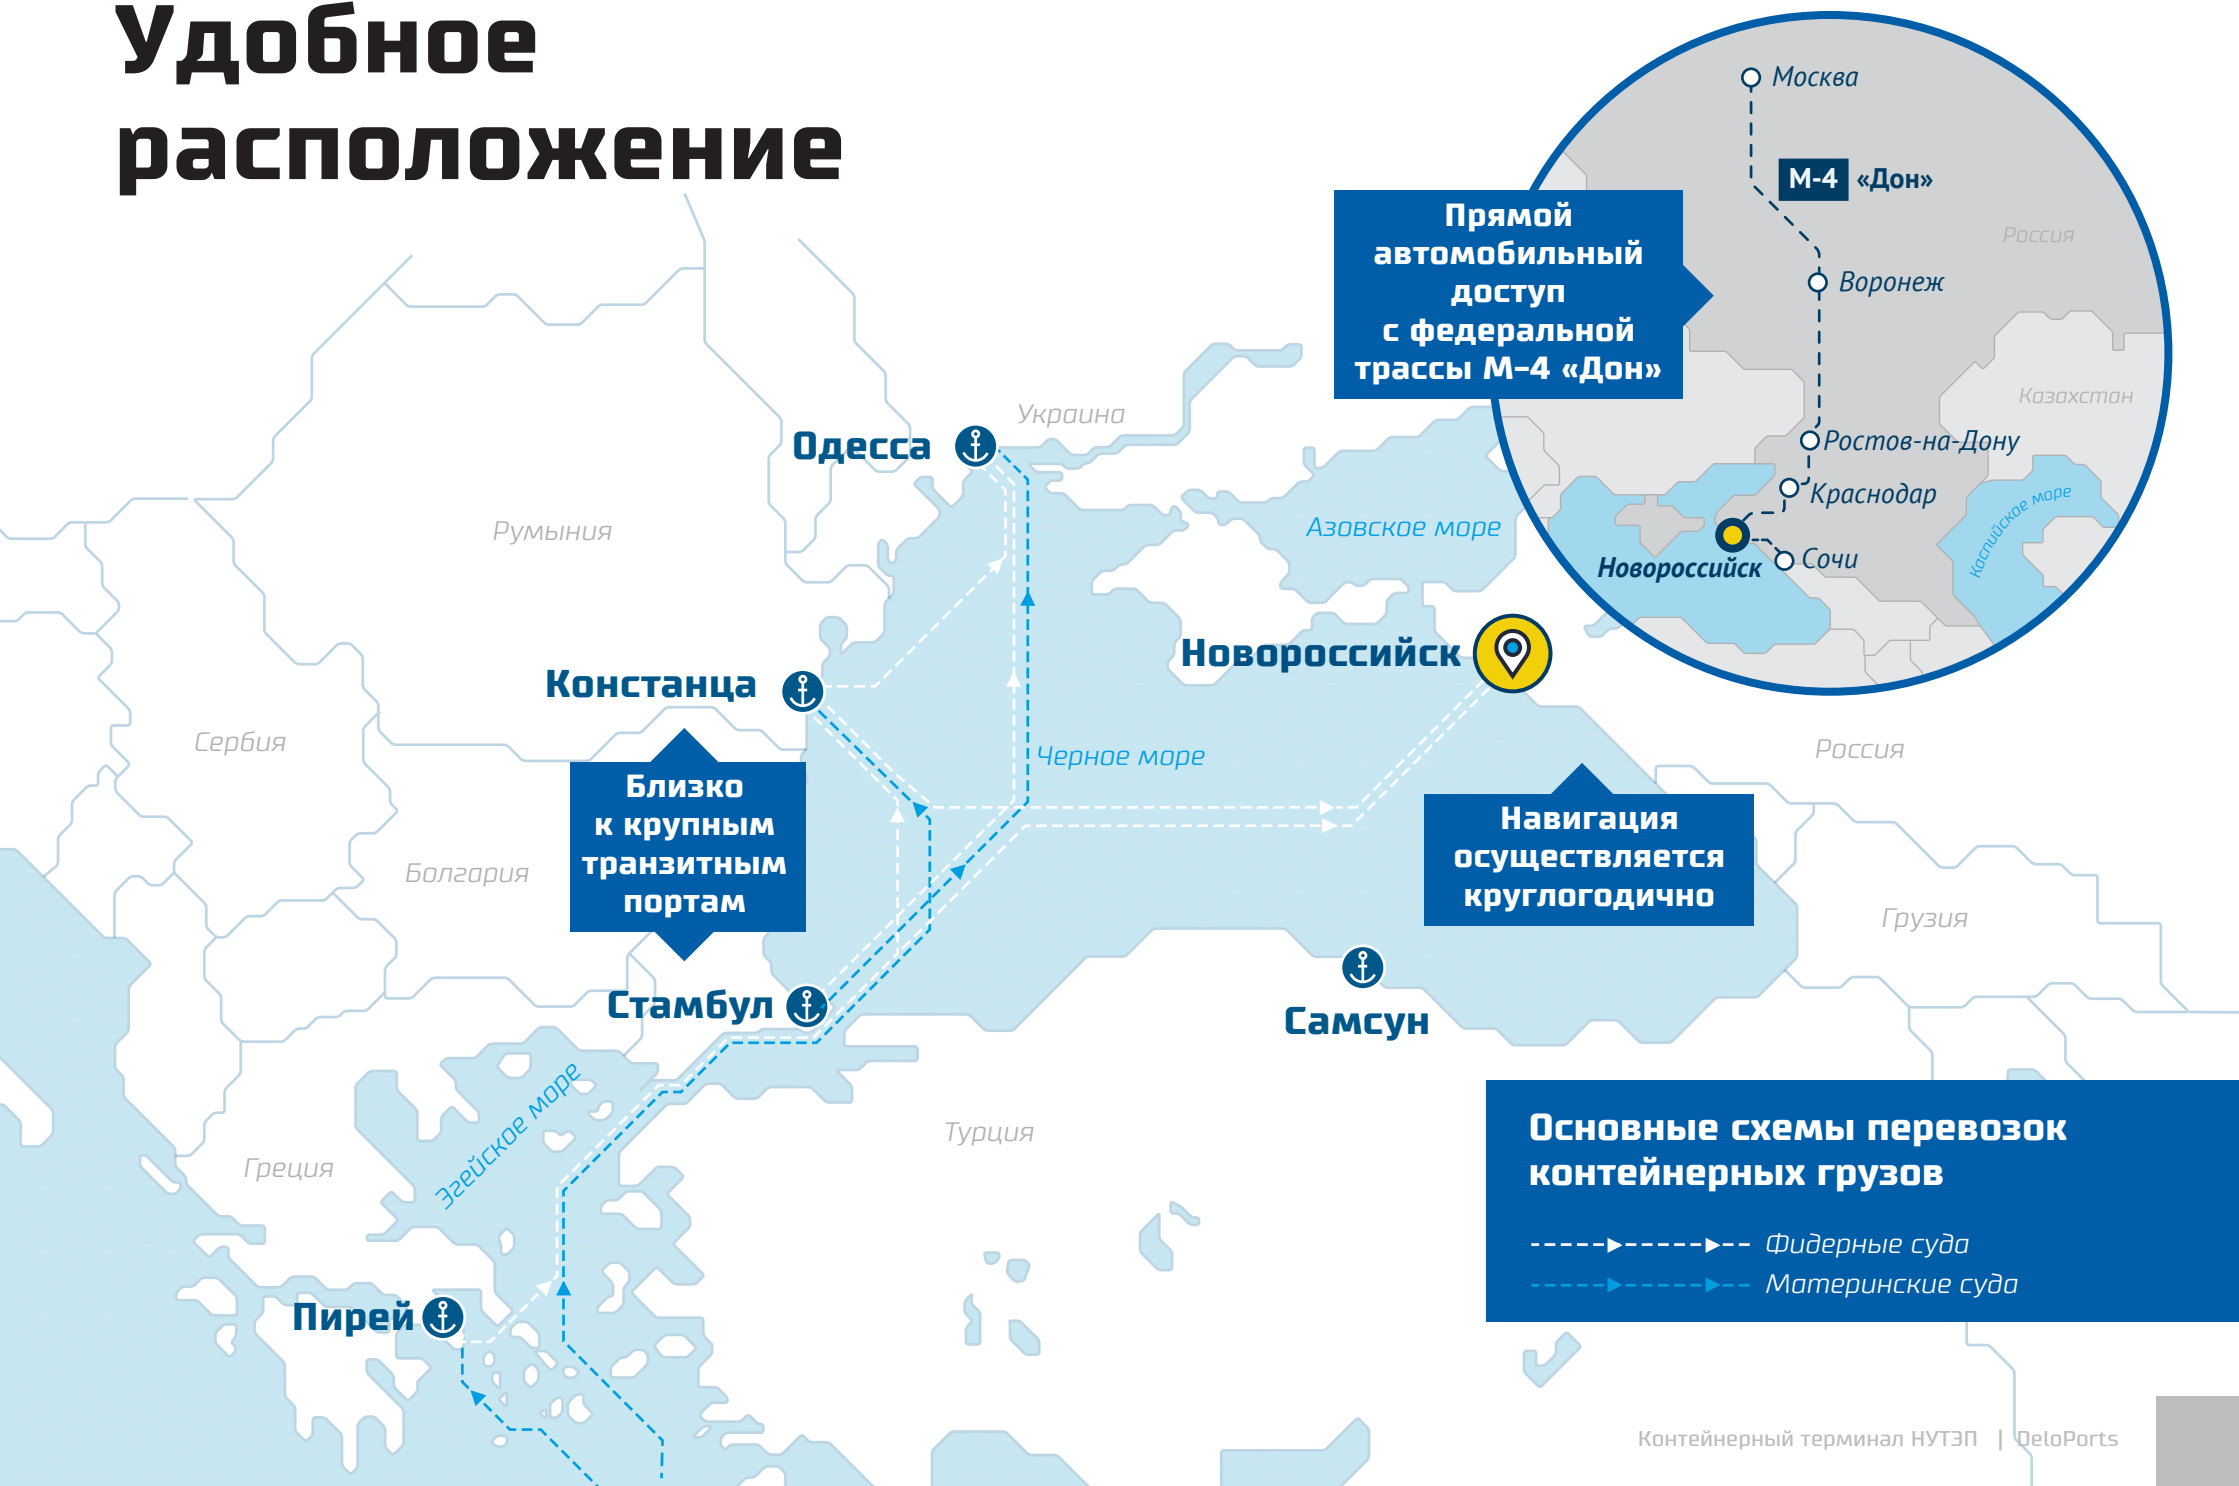 Удобное
расположение
Москва
М-4 «Дон»
Россия
Воронеж
Прямой
автомобильный
доступ
с федеральной
трассы М–4 «Дон»
Казахстан
Ростов-на-Дону
Краснодар
Каспийское море
Новороссийск
Сочи
Украина
Одесса
Румыния
Азовское море
Новороссийск
Констанца
Сербия
Черное море
Россия
Близко
к крупным
транзитным
портам
Навигация
осуществляется
круглогодично
Болгария
Грузия
Стамбул
Самсун
Эгейское море
Турция
Греция
Пирей
Основные схемы перевозок
контейнерных грузов
Фидерные суда
Материнские суда
Контейнерный терминал НУТЭП | DeloPorts